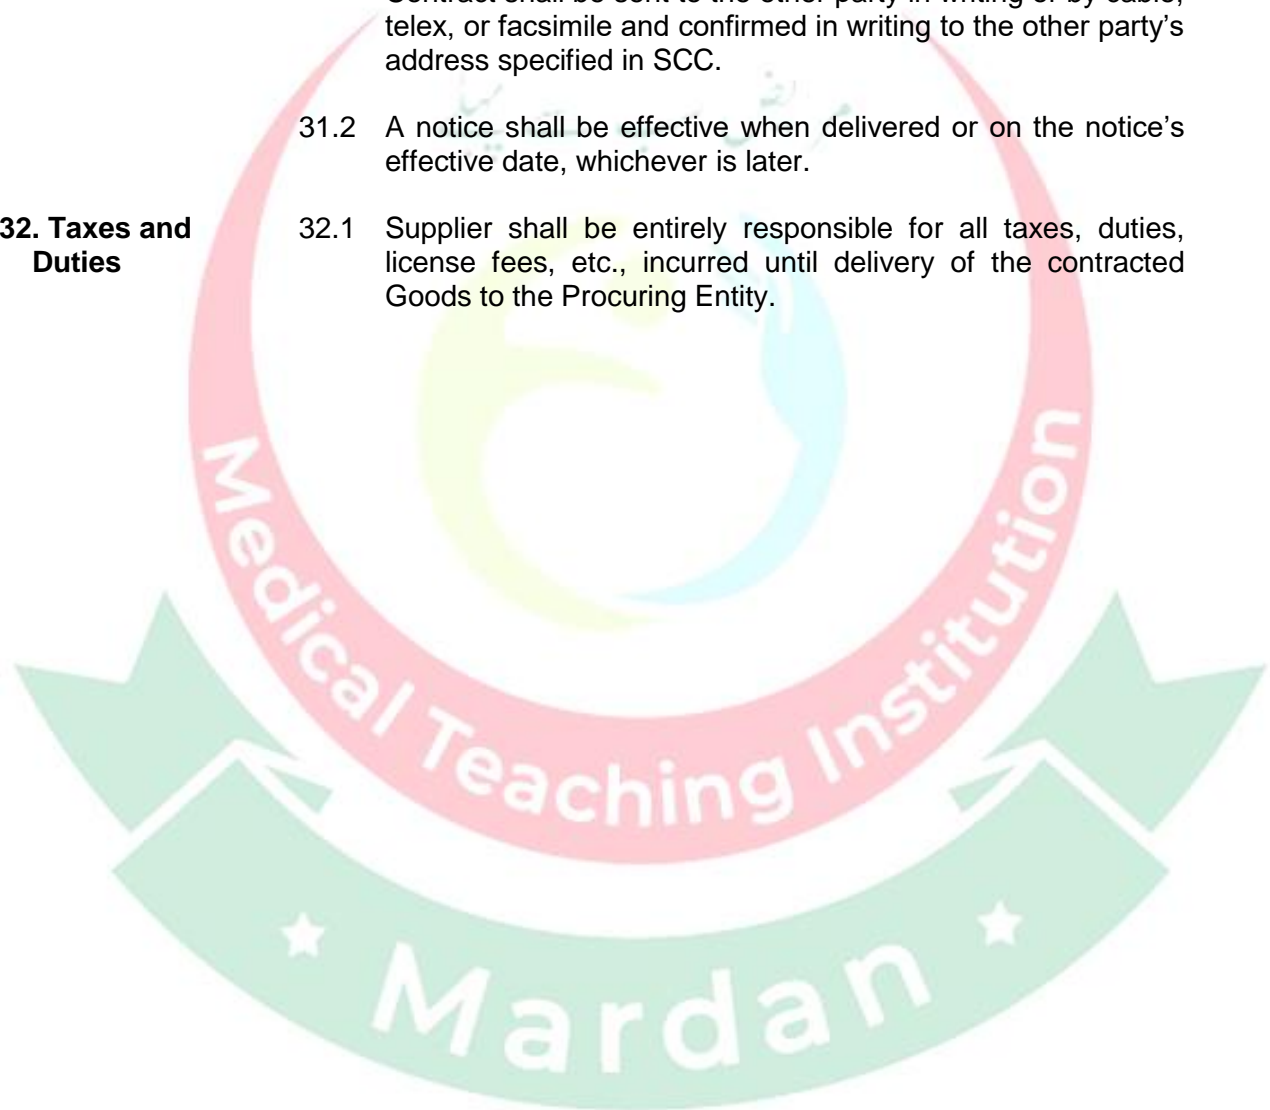 Contract shall be sent to the other party in writing or by cable,
telex, or facsimile and confirmed in writing to the other party’s
address specified in SCC.
31.2 A notice shall be effective when delivered or on the notice’s
effective date, whichever is later.
32. Taxes and
Duties
32.1 Supplier shall be entirely responsible for all taxes, duties,
license fees, etc., incurred until delivery of the contracted
Goods to the Procuring Entity.
Medical Teaching Institution
Mardan